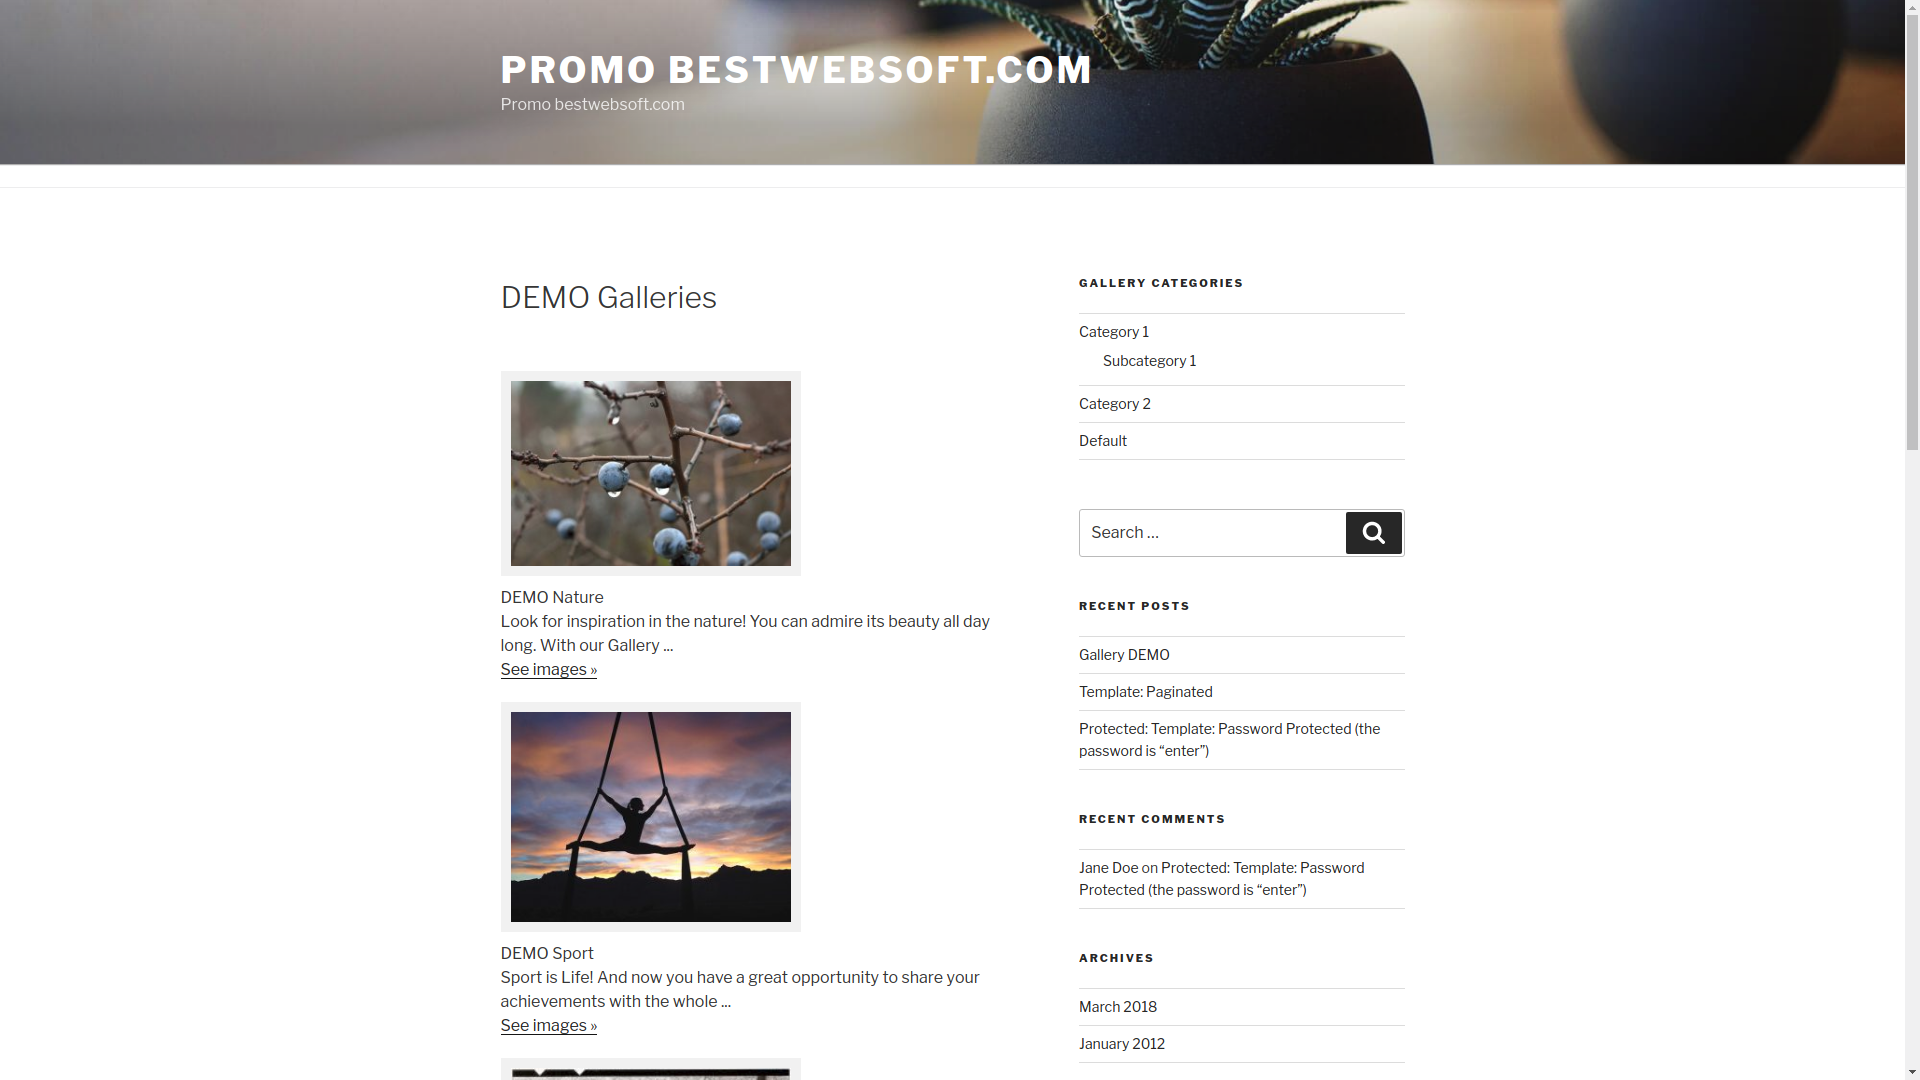 PROMO BESTWEBSOFT.COM
Promo bestwebsoft.com
DEMO Galleries
DEMO Nature
Look for inspiration in the nature! You can admire its beauty all day
long. With our Gallery ...
See images »
DEMO Sport
Sport is Life! And now you have a great opportunity to share your
achievements with the whole ...
See images »
GALLERY CATEGORIES
Category 1
Subcategory 1
Category 2
Default
Search …
RECENT POSTS
Gallery DEMO
Template: Paginated
Protected: Template: Password Protected (the
password is “enter”)
RECENT COMMENTS
Jane Doe on Protected: Template: Password
Protected (the password is “enter”)
ARCHIVES
March 2018
January 2012